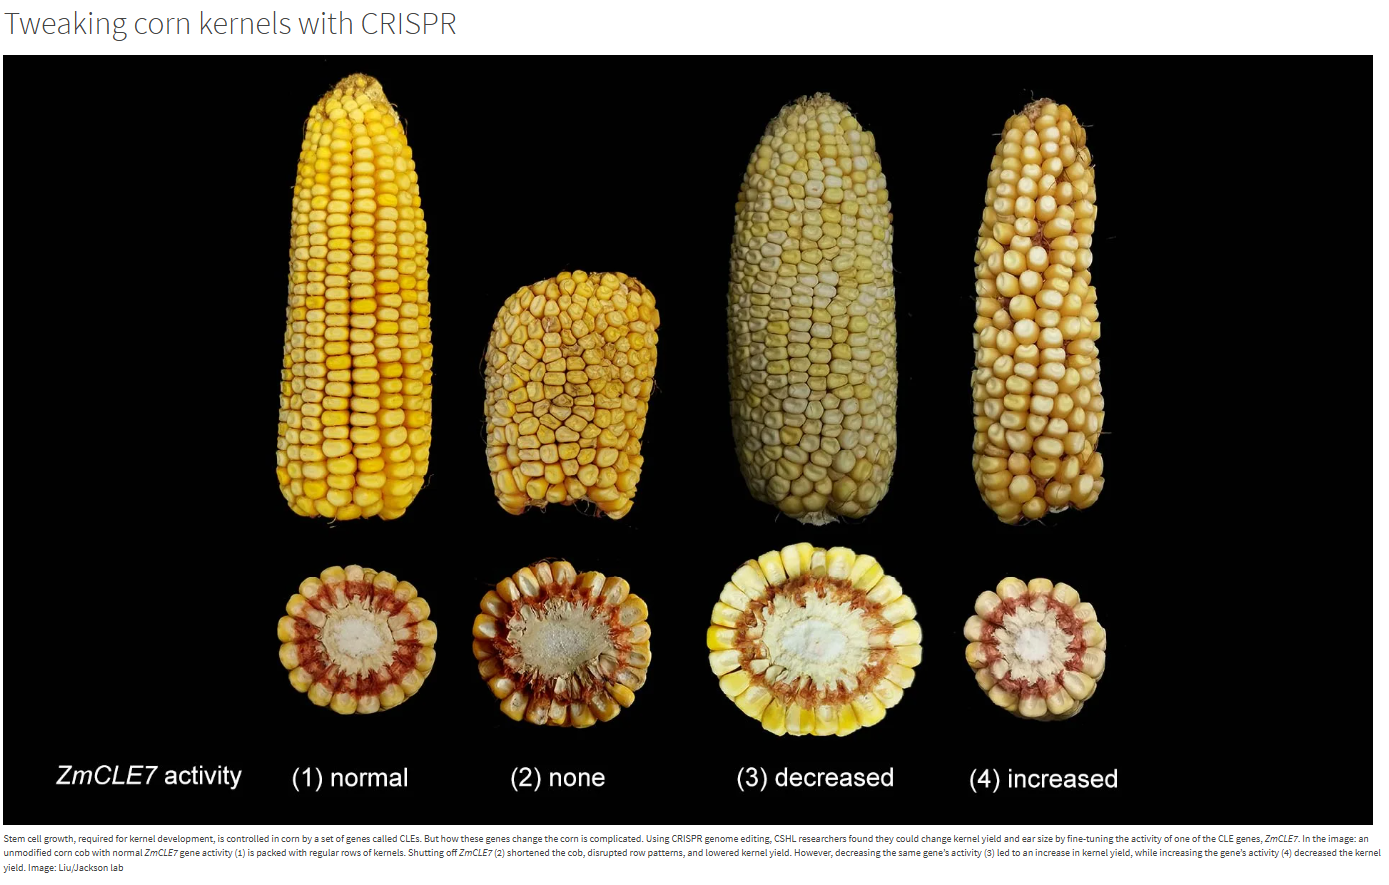 Tweaking corn kernels with CRISPR
ZmCLE7 activity (1) normal (2) none (3) decreased (4) increased
Stem cell growth, required for kernel development, is controlled in corn by a set of genes called CLEs. But how these genes change the corn is complicated. Using CRISPR genome editing, CSHL researchers found they could change kernel yield and ear size by fine-tuning the activity of one of the CLE genes, ZmCLE7. In the image: an
unmodified corn cob with normal ZmCLE7 gene activity (1) is packed with regular rows of kernels. Shutting off ZmCLE7 (2) shortened the cob, disrupted row patterns, and lowered kernel yield. However, decreasing the same gene's activity (3) led to an increase in kernel yield, while increasing the gene's activity (4) decreased the kernel
yield. Image: Liu/Jackson lab